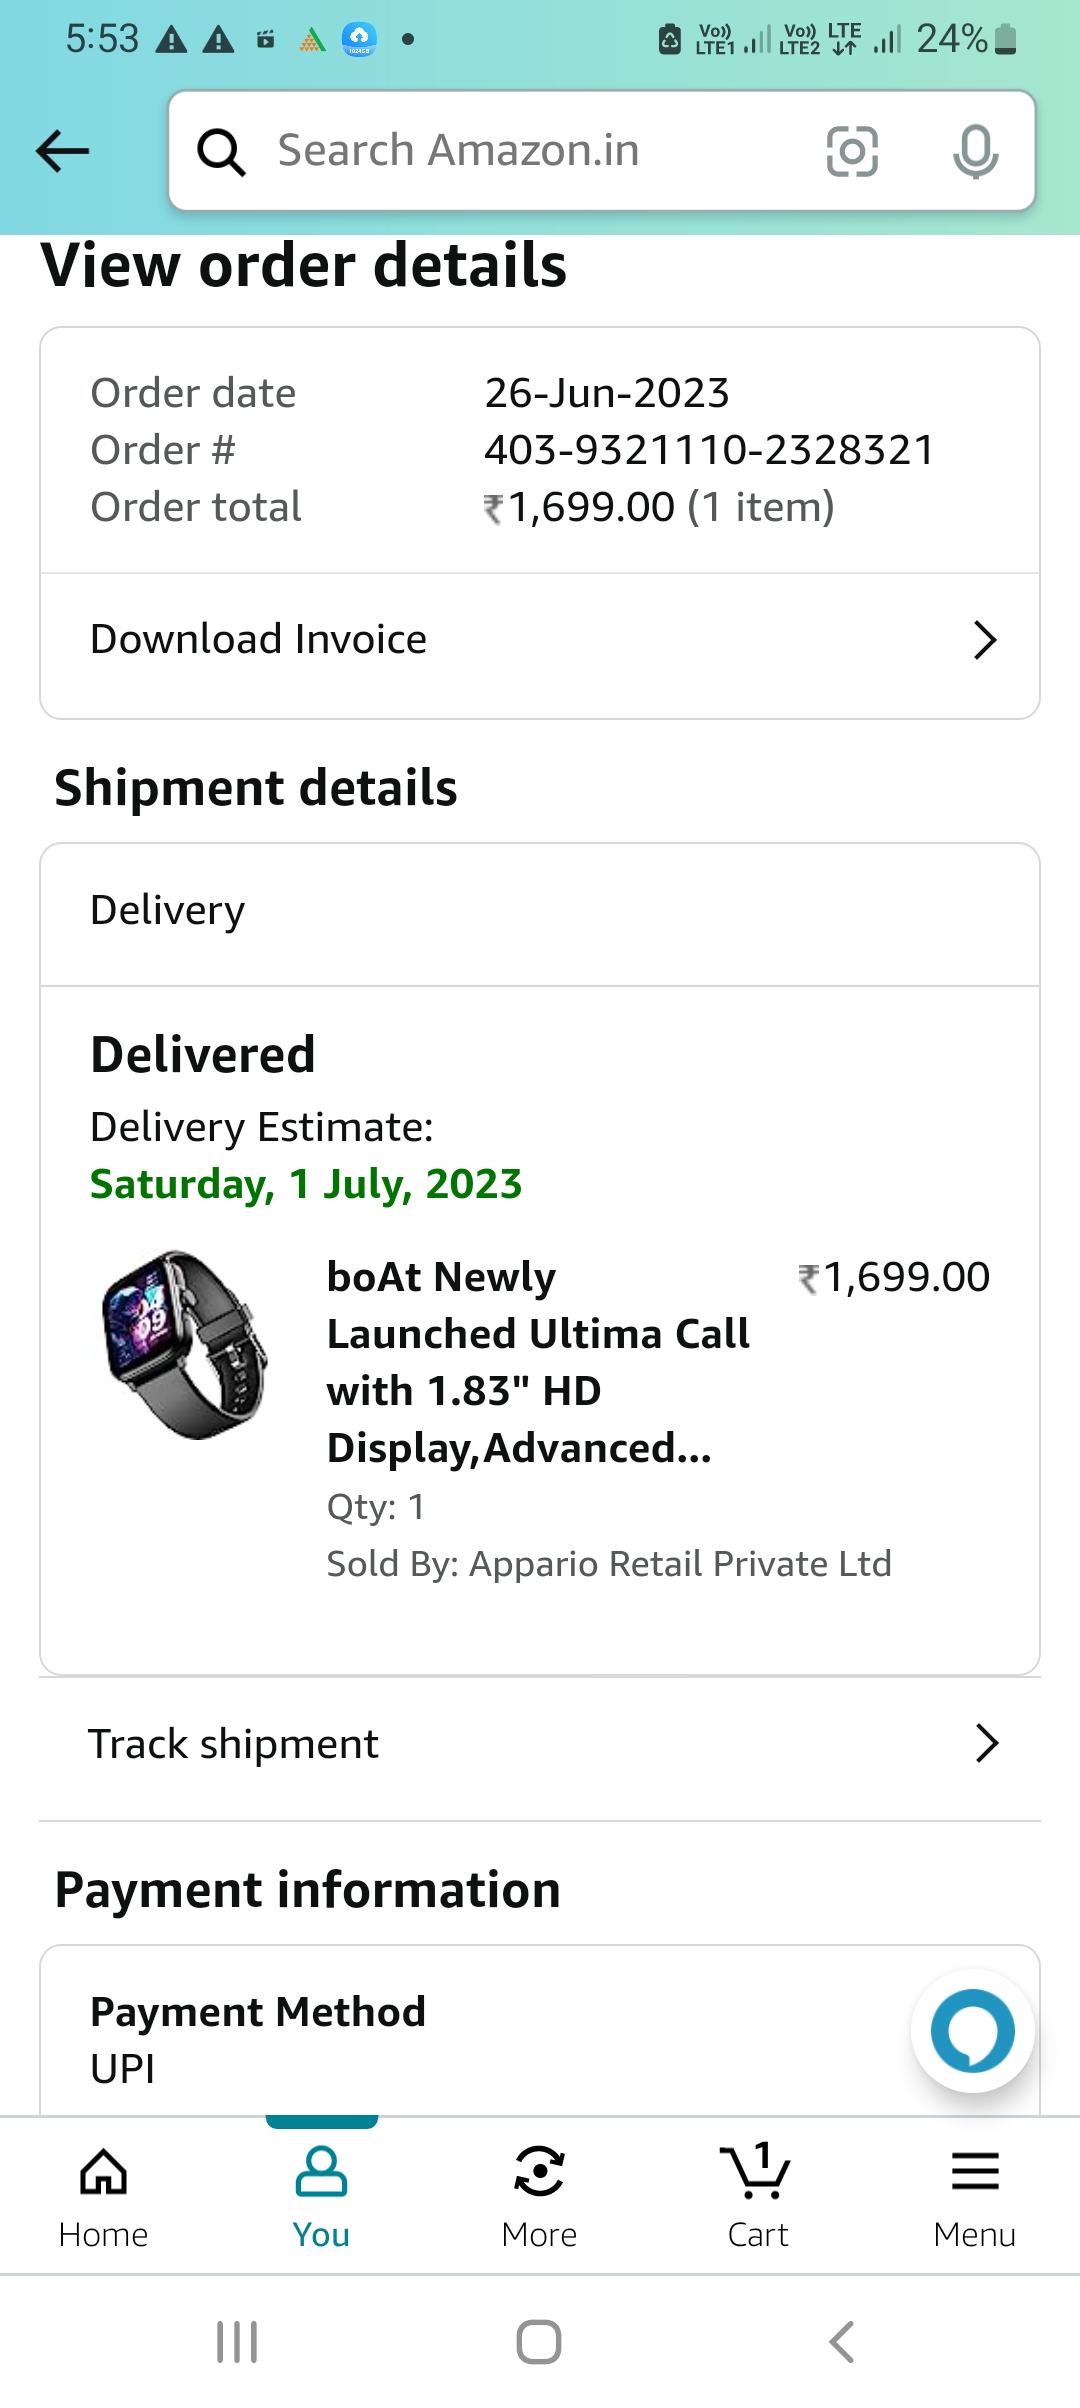 5:53
Vo)) LTE1 Vo)) LTE2 LTE 24%
Search Amazon.in
View order details
Order date 26-Jun-2023
Order # 403-9321110-2328321
Order total ₹1,699.00 (1 item)
Download Invoice
Shipment details
Delivery
Delivered
Delivery Estimate:
Saturday, 1 July, 2023
boAt Newly ₹1,699.00
Launched Ultima Call
with 1.83" HD
Display,Advanced...
Qty: 1
Sold By: Appario Retail Private Ltd
Track shipment
Payment information
Payment Method
UPI
1
Home You More Cart Menu